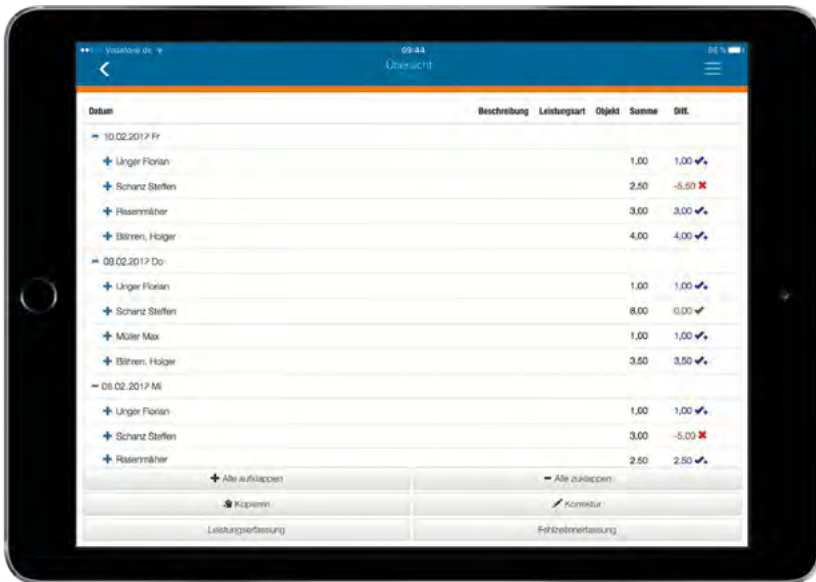 Vodafone.de 09:44 86 %
Übersicht
Datum Beschreibung Leistungsart Objekt Summe Diff.
10.02.2017 Fr
Unger Florian 1,00 1,00
Schanz Steffen 2,50 -5,50
Rasenmäher 3,00 3,00
Bähren, Holger 4,00 4,00
09.02.2017 Do
Unger Florian 1,00 1,00
Schanz Steffen 8,00 0,00
Müller Max 1,00 1,00
Bähren, Holger 3,50 3,50
08.02.2017 Mi
Unger Florian 1,00 1,00
Schanz Steffen 3,00 -5,00
Rasenmäher 2,50 2,50
Alle aufklappen Alle zuklappen
Kopieren Korrektur
Leistungserfassung Fehlzeitenerfassung